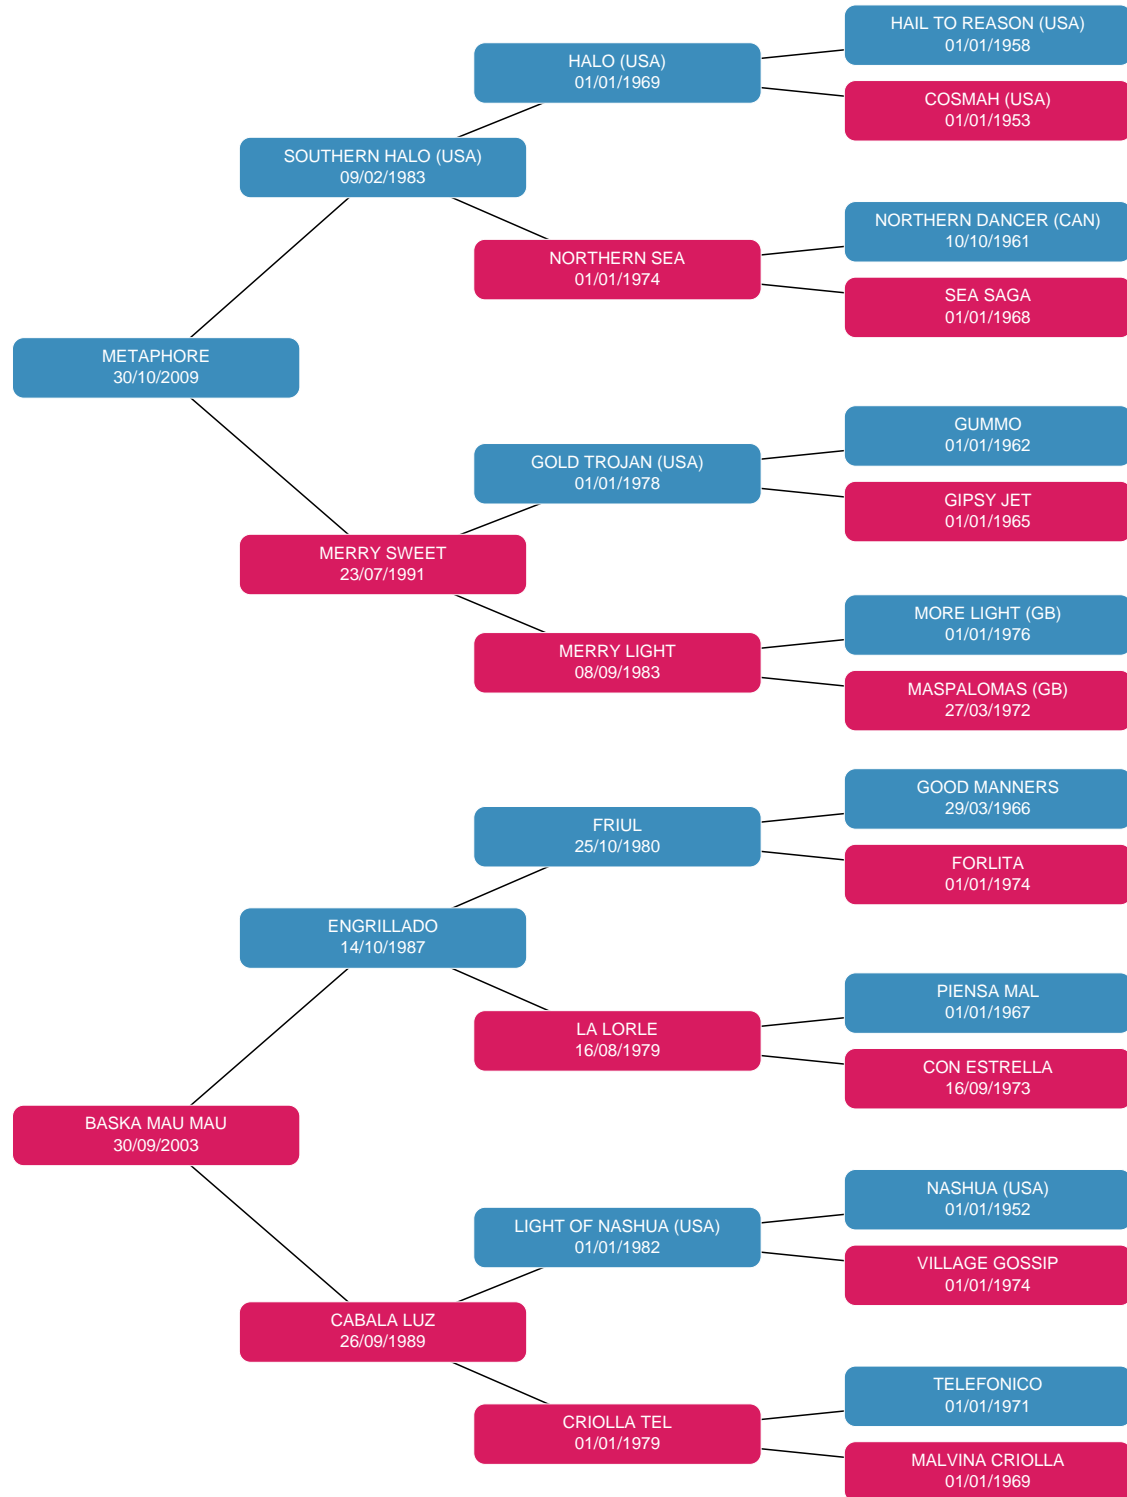 HAIL TO REASON (USA)
01/01/1958
HALO (USA)
01/01/1969
COSMAH (USA)
01/01/1953
SOUTHERN HALO (USA)
09/02/1983
NORTHERN DANCER (CAN)
10/10/1961
NORTHERN SEA
01/01/1974
SEA SAGA
01/01/1968
METAPHORE
30/10/2009
GUMMO
01/01/1962
GOLD TROJAN (USA)
01/01/1978
GIPSY JET
01/01/1965
MERRY SWEET
23/07/1991
MORE LIGHT (GB)
01/01/1976
MERRY LIGHT
08/09/1983
MASPALOMAS (GB)
27/03/1972
GOOD MANNERS
29/03/1966
FRIUL
25/10/1980
FORLITA
01/01/1974
ENGRILLADO
14/10/1987
PIENSA MAL
01/01/1967
LA LORLE
16/08/1979
CON ESTRELLA
16/09/1973
BASKA MAU MAU
30/09/2003
NASHUA (USA)
01/01/1952
LIGHT OF NASHUA (USA)
01/01/1982
VILLAGE GOSSIP
01/01/1974
CABALA LUZ
26/09/1989
TELEFONICO
01/01/1971
CRIOLLA TEL
01/01/1979
MALVINA CRIOLLA
01/01/1969